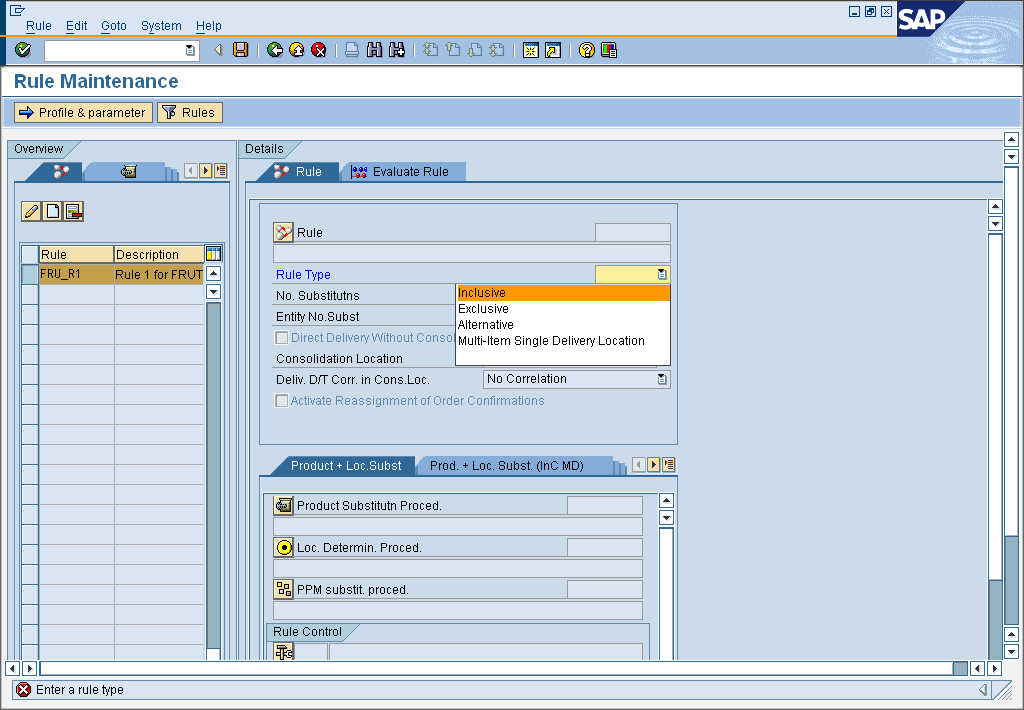 Rule Edit Goto System Help
SAP
Rule Maintenance
Profile & parameter Rules
Overview
Details
Rule Evaluate Rule
Rule
Rule Description
FRU_R1 Rule 1 for FRUT
Rule Type
Inclusive
No. Substitutns
Exclusive
Entity No.Subst
Alternative
Direct Delivery Without Consol
Multi-Item Single Delivery Location
Consolidation Location
Deliv. D/T Corr. in Cons.Loc. No Correlation
Activate Reassignment of Order Confirmations
Product + Loc.Subst Prod. + Loc. Subst. (InC MD)
Product Substitutn Proced.
Loc. Determin. Proced.
PPM substit. proced.
Rule Control
Enter a rule type